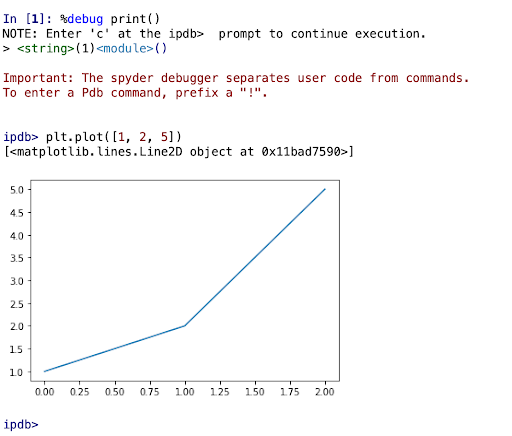 In [1]: %debug print()
NOTE: Enter 'c' at the ipdb>  prompt to continue execution.
> <string>(1)<module>()
Important: The spyder debugger separates user code from commands.
To enter a Pdb command, prefix a "!".
ipdb> plt.plot([1, 2, 5])
[<matplotlib.lines.Line2D object at 0x11bad7590>]
5.0
4.5
4.0
3.5
3.0
2.5
2.0
1.5
1.0
0.00 0.25 0.50 0.75 1.00 1.25 1.50 1.75 2.00
ipdb>